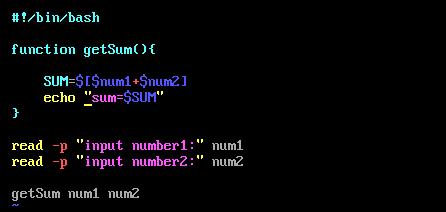 #!/bin/bash
function getSum(){
SUM=$[$num1+$num2]
echo "sum=$SUM"
}
read -p "input number1:" num1
read -p "input number2:" num2
getSum num1 num2
~